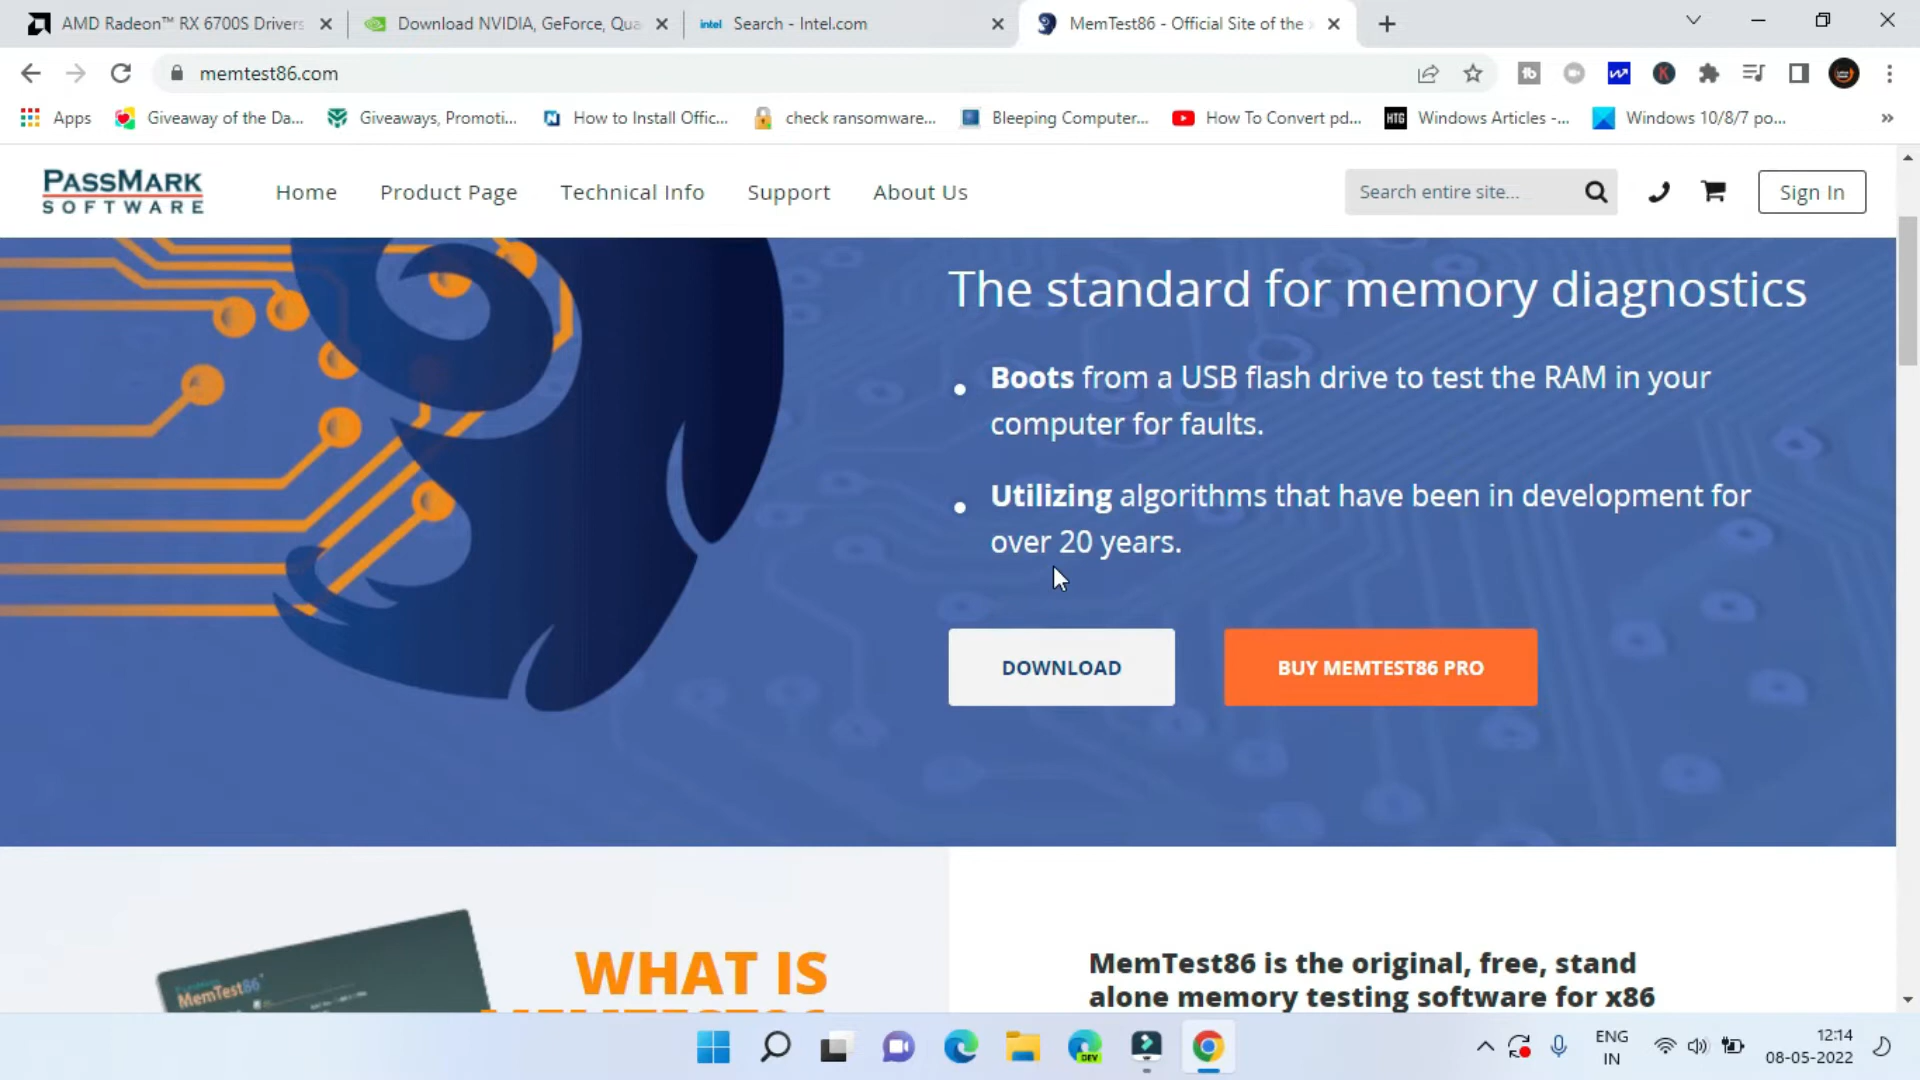 AMD Radeon™ RX 6700S Drivers
Download NVIDIA, GeForce, Qua
intel Search - Intel.com
MemTest86 - Official Site of the
memtest86.com
Apps
Giveaway of the Da...
Giveaways, Promoti...
How to Install Offic...
check ransomware...
Bleeping Computer...
How To Convert pd...
HTG Windows Articles -...
Windows 10/8/7 po...
PASSMARK
SOFTWARE
Home
Product Page
Technical Info
Support
About Us
Search entire site...
Sign In
The standard for memory diagnostics
Boots from a USB flash drive to test the RAM in your
computer for faults.
Utilizing algorithms that have been in development for
over 20 years.
DOWNLOAD
BUY MEMTEST86 PRO
MemTest86
WHAT IS
MemTest86 is the original, free, stand
alone memory testing software for x86
DEV
ENG
IN
12:14
08-05-2022